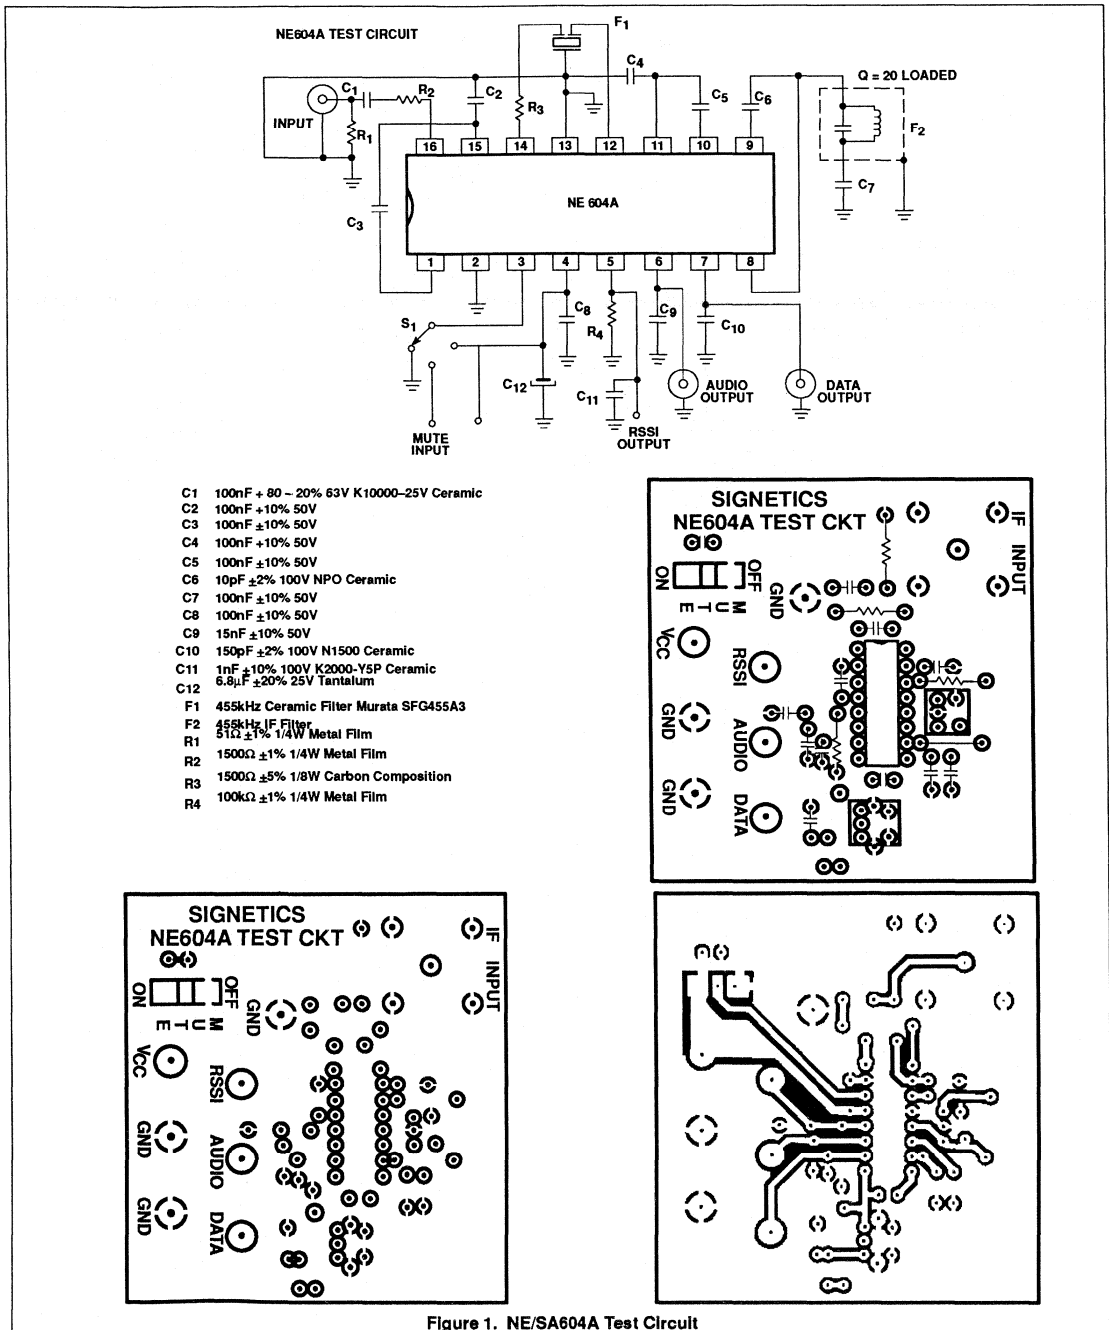 NE604A TEST CIRCUIT
F1
C4
Q = 20 LOADED
C1
R2
C2
R3
C5
C6
F2
INPUT
R1
C7
16 15 14 13 12 11 10 9
C3
NE 604A
1 2 3 4 5 6 7 8
S1
C8
R4
C9
C10
C12
C11
AUDIO OUTPUT
DATA OUTPUT
MUTE INPUT
RSSI OUTPUT
C1 100nF + 80 – 20% 63V K10000–25V Ceramic
C2 100nF +10% 50V
C3 100nF ±10% 50V
C4 100nF +10% 50V
C5 100nF ±10% 50V
C6 10pF ±2% 100V NPO Ceramic
C7 100nF ±10% 50V
C8 100nF ±10% 50V
C9 15nF ±10% 50V
C10 150pF ±2% 100V N1500 Ceramic
C11 1nF ±10% 100V K2000-Y5P Ceramic
C12 6.8µF ±20% 25V Tantalum
F1 455kHz Ceramic Filter Murata SFG455A3
F2 455kHz IF Filter
R1 51Ω ±1% 1/4W Metal Film
R2 1500Ω ±1% 1/4W Metal Film
R3 1500Ω ±5% 1/8W Carbon Composition
R4 100kΩ ±1% 1/4W Metal Film
SIGNETICS
NE604A TEST CKT
IF INPUT
ON
OFF
MUTE
GND
VCC
RSSI
GND
AUDIO
GND
DATA
SIGNETICS
NE604A TEST CKT
IF INPUT
ON
OFF
MUTE
GND
VCC
RSSI
GND
AUDIO
GND
DATA
Figure 1. NE/SA604A Test Circuit